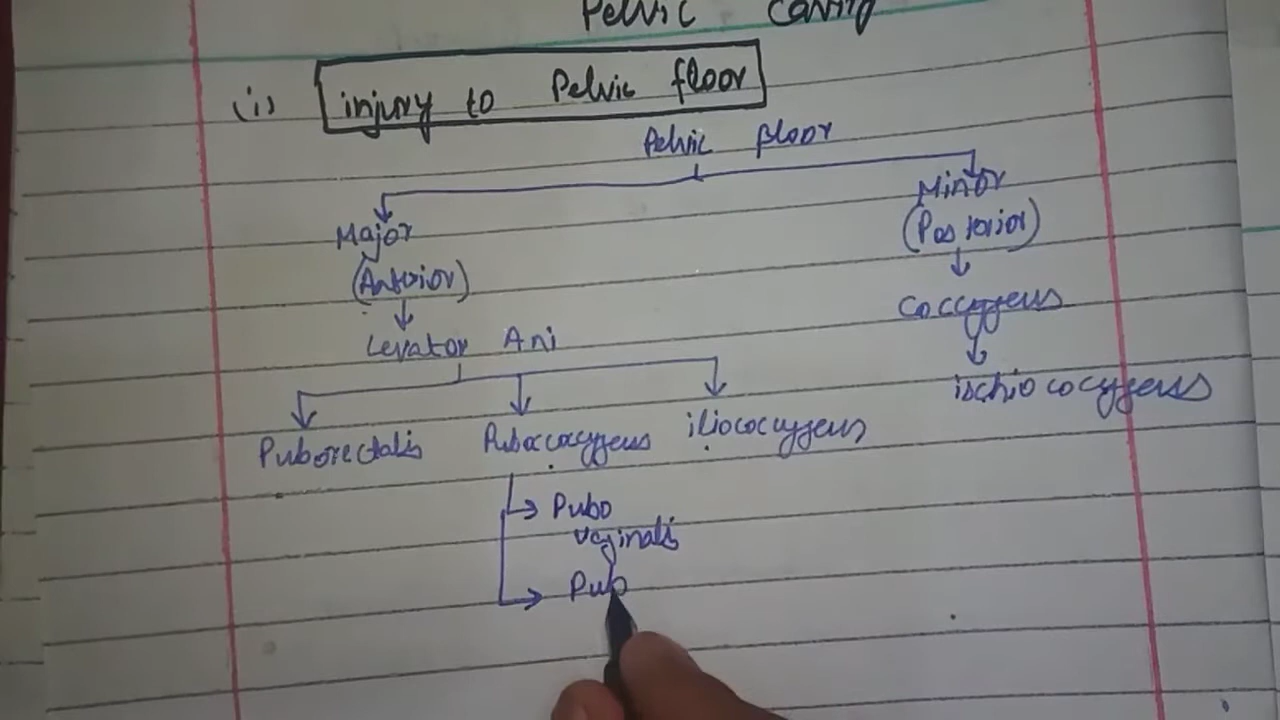 Pelvic Cavity
(i) injury to Pelvic floor
Pelvic floor
Major
(Anterior)
Levator Ani
Minor
(Posterior)
Coccygeus
ischiococygeus
Puborectalis Pubococcygeus iliococcygeus
Pubo
vaginalis
Pub